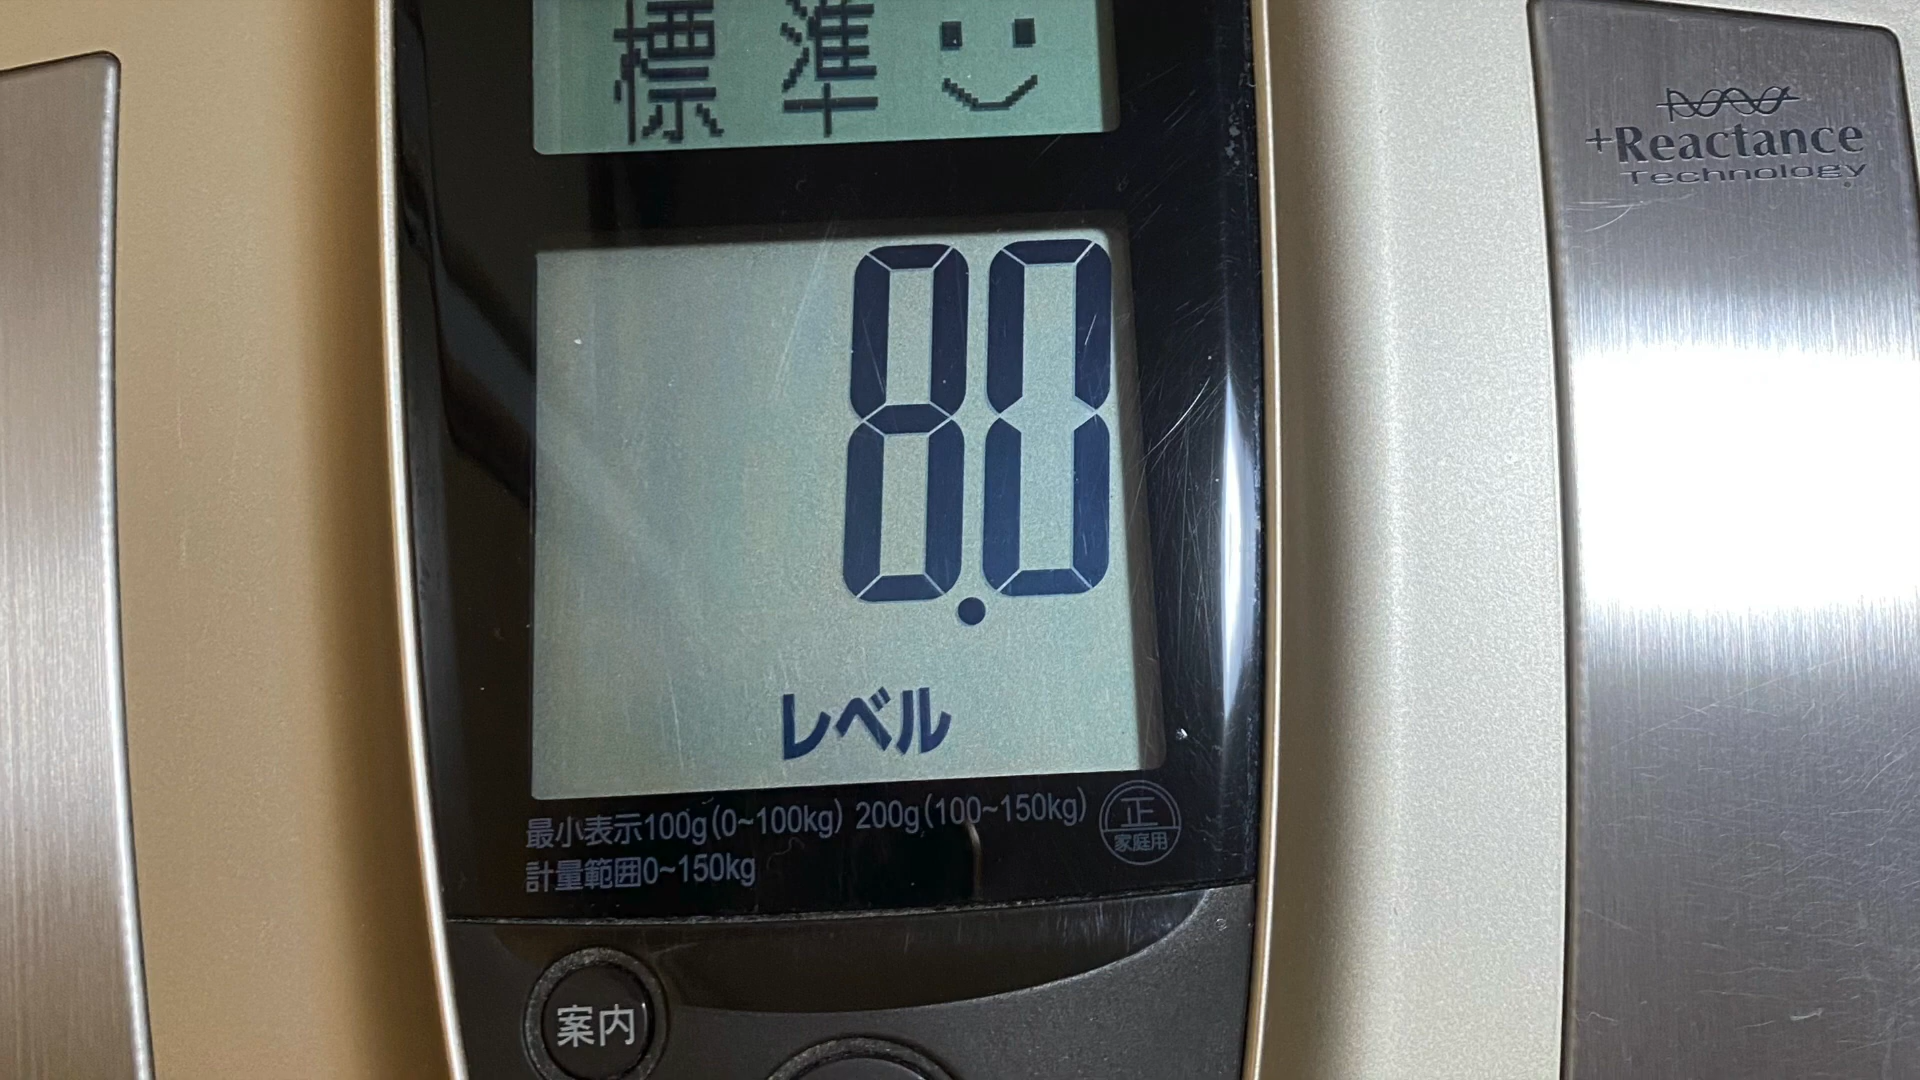 標準
+Reactance
Technology
8.0
レベル
最小表示100g(0~100kg) 200g(100~150kg)
正
家庭用
計量範囲0~150kg
案内